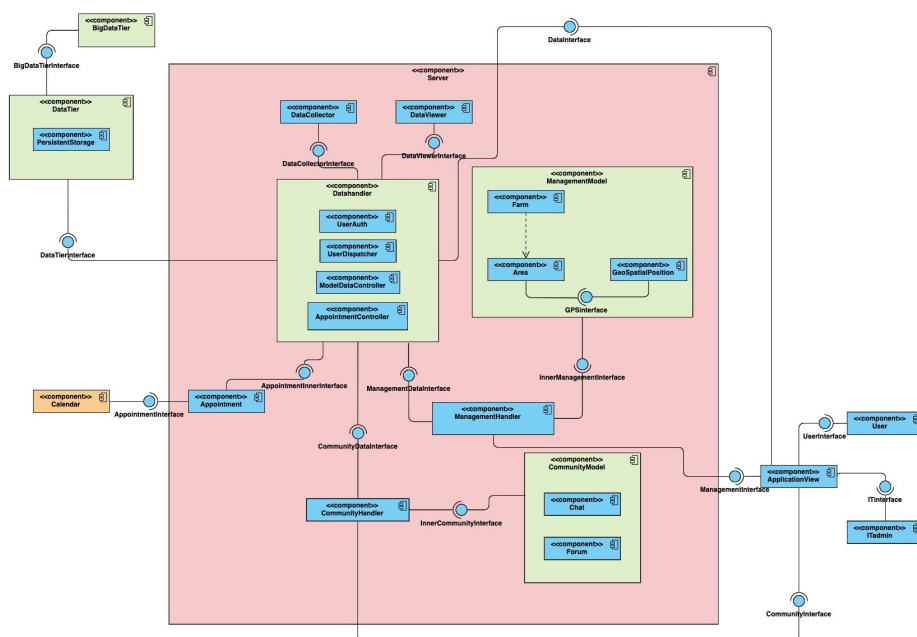 <<component>>
BigDataTier
BigDataTierInterface
<<component>>
DataTier
<<component>>
PersistentStorage
DataTierInterface
DataInterface
<<component>>
Server
<<component>>
DataCollector
<<component>>
DataViewer
DataCollectorInterface
DataViewerInterface
<<component>>
Datahandler
<<component>>
UserAuth
<<component>>
UserDispatcher
<<component>>
ModelDataController
<<component>>
AppointmentController
<<component>>
ManagementModel
<<component>>
Farm
<<component>>
Area
<<component>>
GeoSpatialPosition
GPSinterface
AppointmentInnerInterface
ManagementDataInterface
InnerManagementInterface
<<component>>
Calendar
AppointmentInterface
<<component>>
Appointment
<<component>>
ManagementHandler
CommunityDataInterface
<<component>>
CommunityHandler
InnerCommunityInterface
<<component>>
CommunityModel
<<component>>
Chat
<<component>>
Forum
ManagementInterface
<<component>>
ApplicationView
UserInterface
<<component>>
User
ITinterface
<<component>>
ITadmin
CommunityInterface